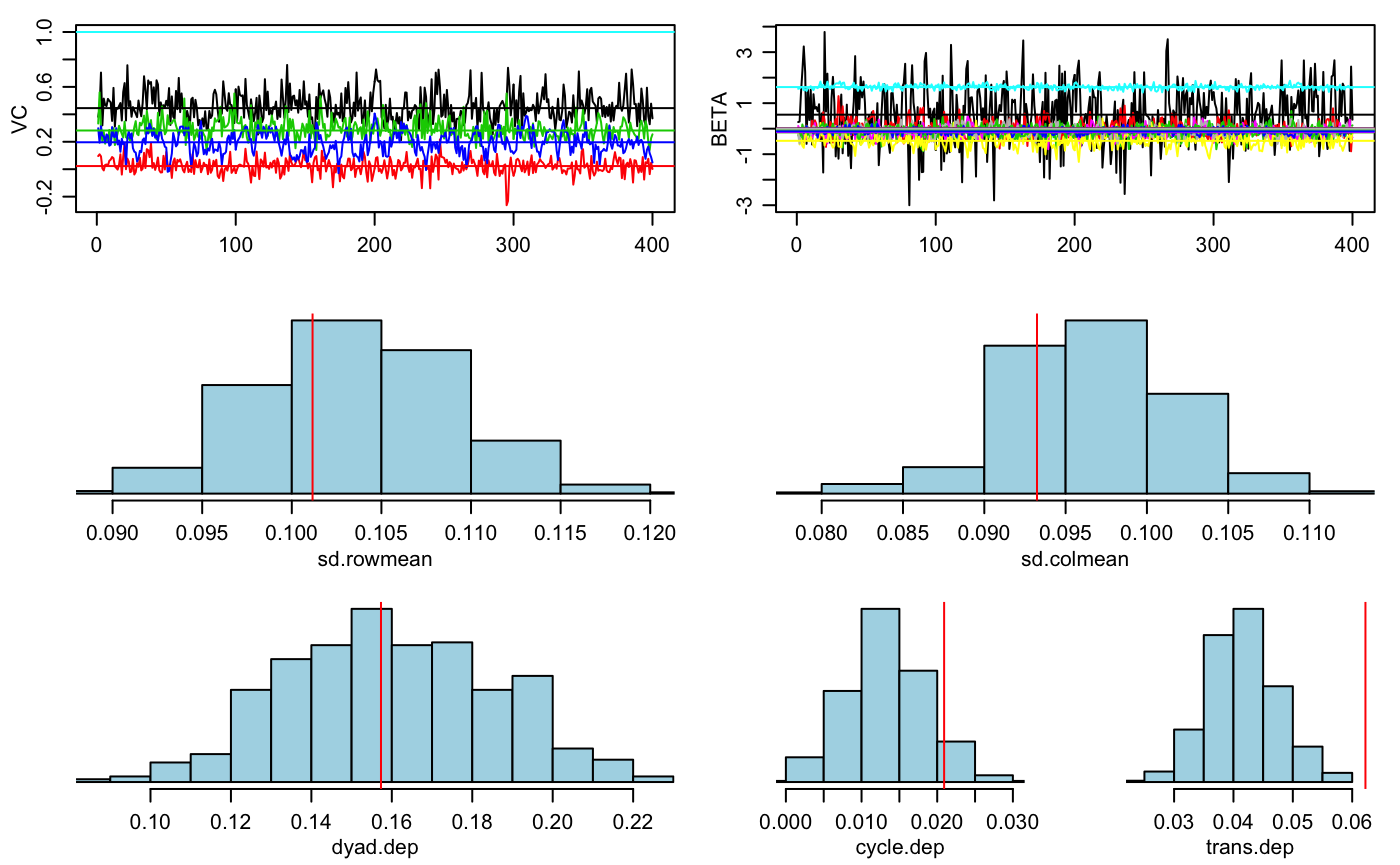 VC
1.0
0.6
0.2
-0.2
0 100 200 300 400
BETA
3
1
-1
-3
0 100 200 300 400
0.090 0.095 0.100 0.105 0.110 0.115 0.120
sd.rowmean
0.080 0.085 0.090 0.095 0.100 0.105 0.110
sd.colmean
0.10 0.12 0.14 0.16 0.18 0.20 0.22
dyad.dep
0.000 0.010 0.020 0.030
cycle.dep
0.03 0.04 0.05 0.06
trans.dep